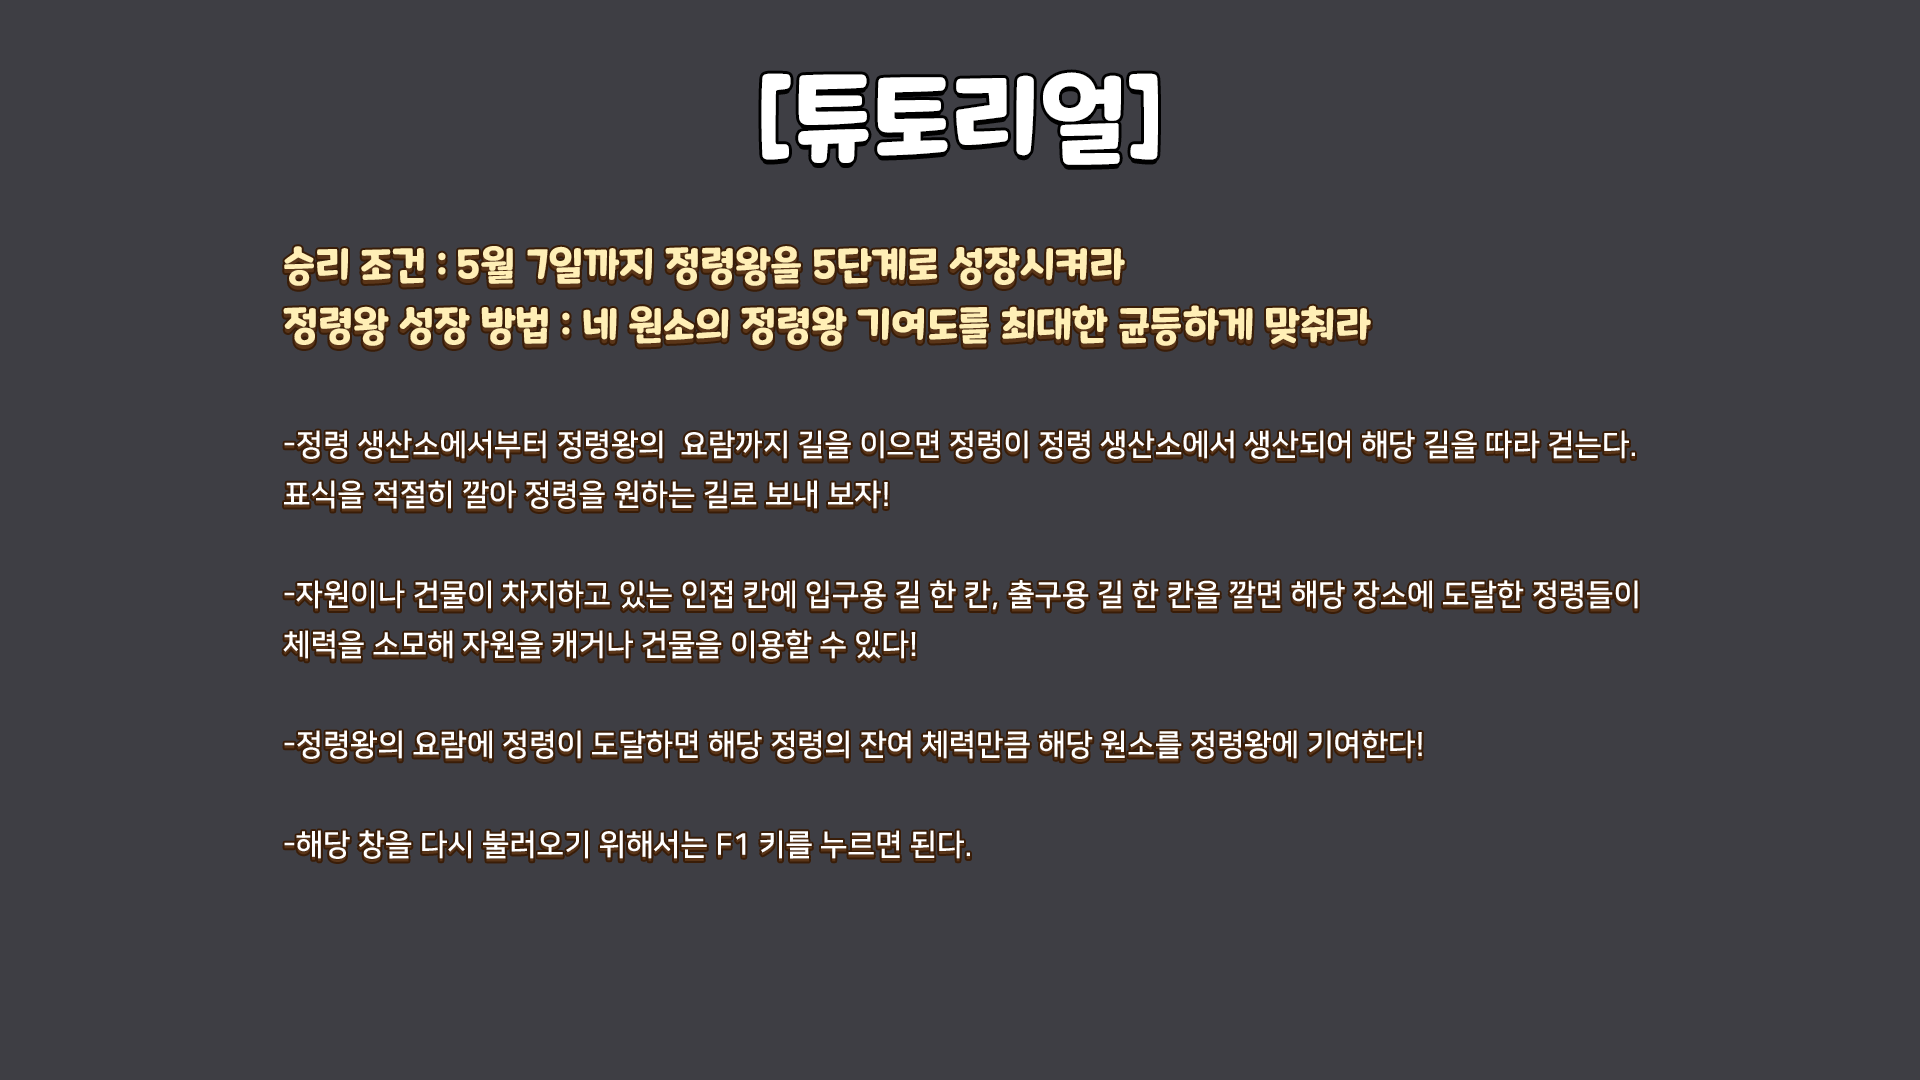 [튜토리얼]
승리 조건 : 5월 7일까지 정령왕을 5단계로 성장시켜라
정령왕 성장 방법 : 네 원소의 정령왕 기여도를 최대한 균등하게 맞춰라
-정령 생산소에서부터 정령왕의  요람까지 길을 이으면 정령이 정령 생산소에서 생산되어 해당 길을 따라 걷는다.
표식을 적절히 깔아 정령을 원하는 길로 보내 보자!
-자원이나 건물이 차지하고 있는 인접 칸에 입구용 길 한 칸, 출구용 길 한 칸을 깔면 해당 장소에 도달한 정령들이
체력을 소모해 자원을 캐거나 건물을 이용할 수 있다!
-정령왕의 요람에 정령이 도달하면 해당 정령의 잔여 체력만큼 해당 원소를 정령왕에 기여한다!
-해당 창을 다시 불러오기 위해서는 F1 키를 누르면 된다.